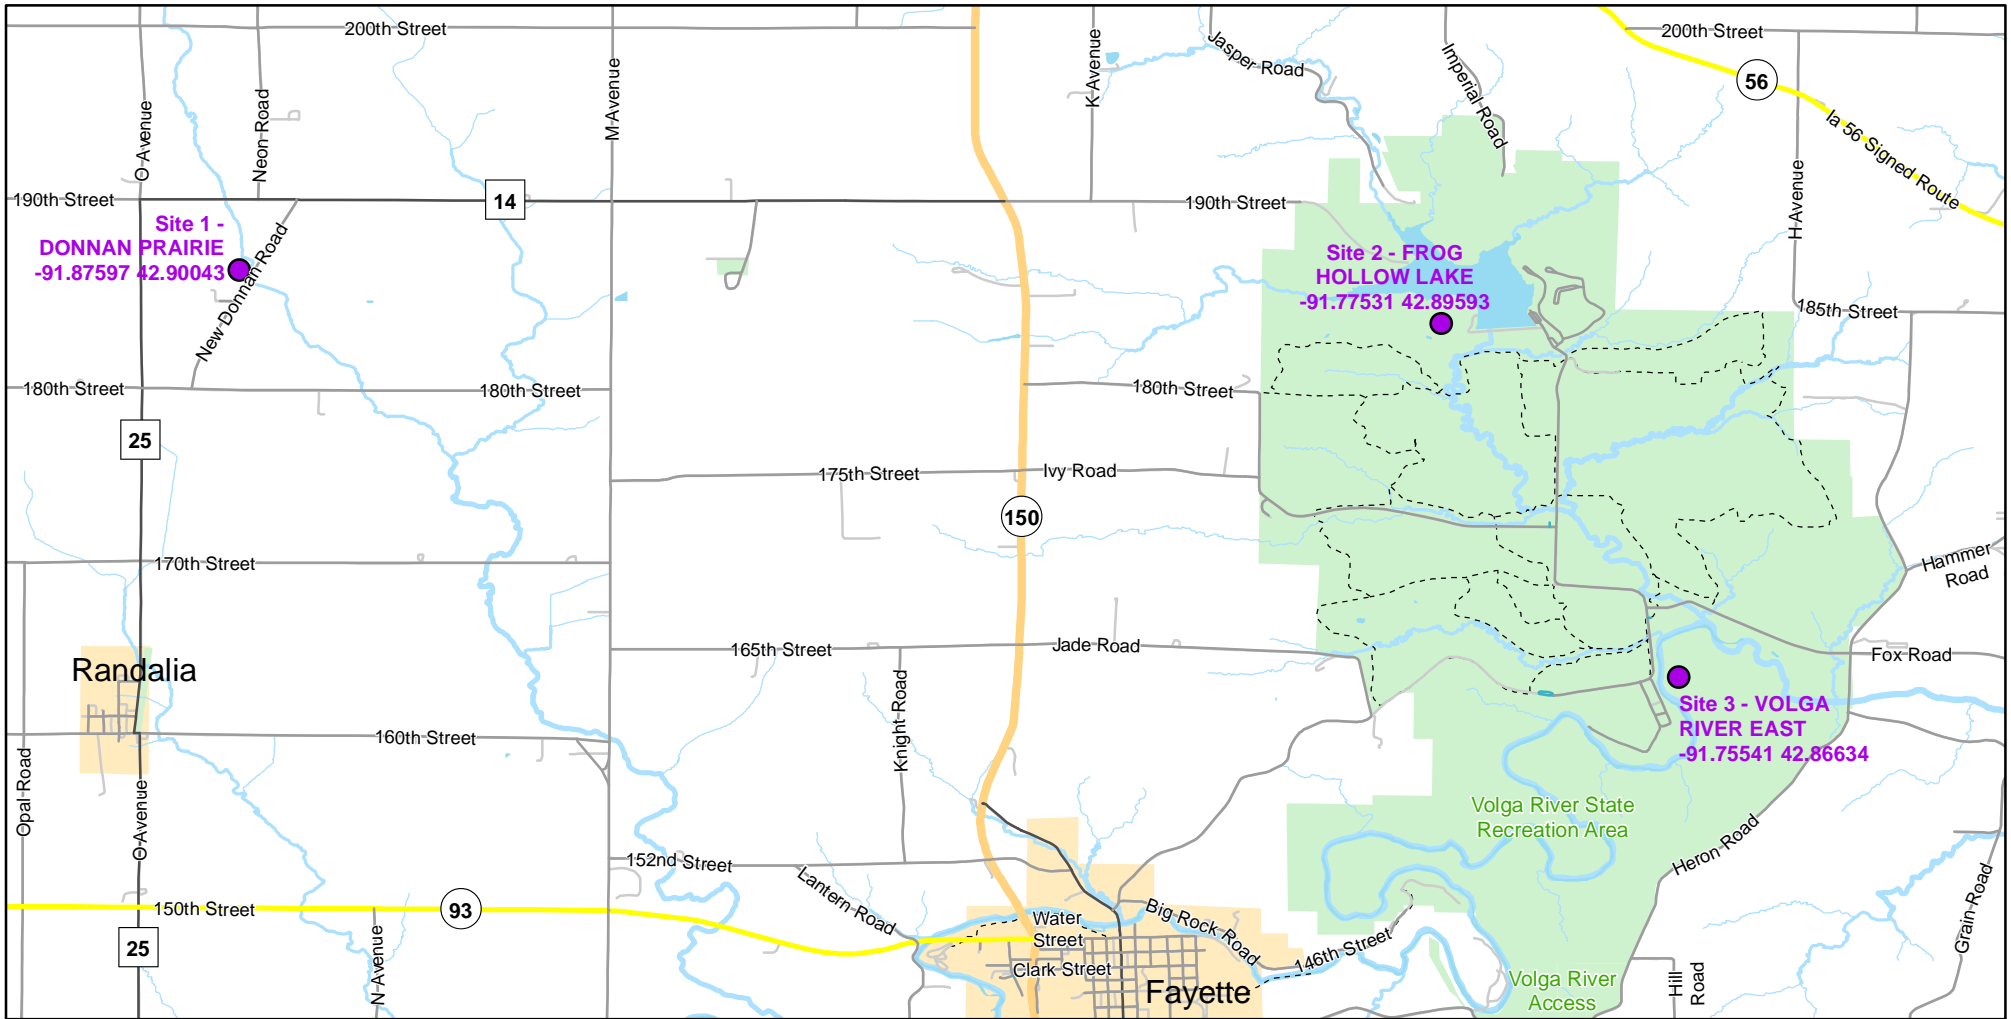 200th Street
200th Street
Jasper Road
Imperial Road
K Avenue
M Avenue
O Avenue
Neon Road
56
Ia 56 Signed Route
H Avenue
190th Street
14
190th Street
Site 1 -
DONNAN PRAIRIE
-91.87597 42.90043
New Donnan Road
Site 2 - FROG
HOLLOW LAKE
-91.77531 42.89593
185th Street
180th Street
180th Street
180th Street
25
175th Street
Ivy Road
150
170th Street
Hammer
Road
165th Street
Jade Road
Fox Road
Randalia
Knight Road
Site 3 - VOLGA
RIVER EAST
-91.75541 42.86634
160th Street
Opal Road
O Avenue
Volga River State
Recreation Area
Heron Road
152nd Street
Lantern Road
150th Street
93
25
N Avenue
Water
Street
Clark Street
Big Rock Road
146th Street
Fayette
Volga River
Access
Hill
Road
Grain Road